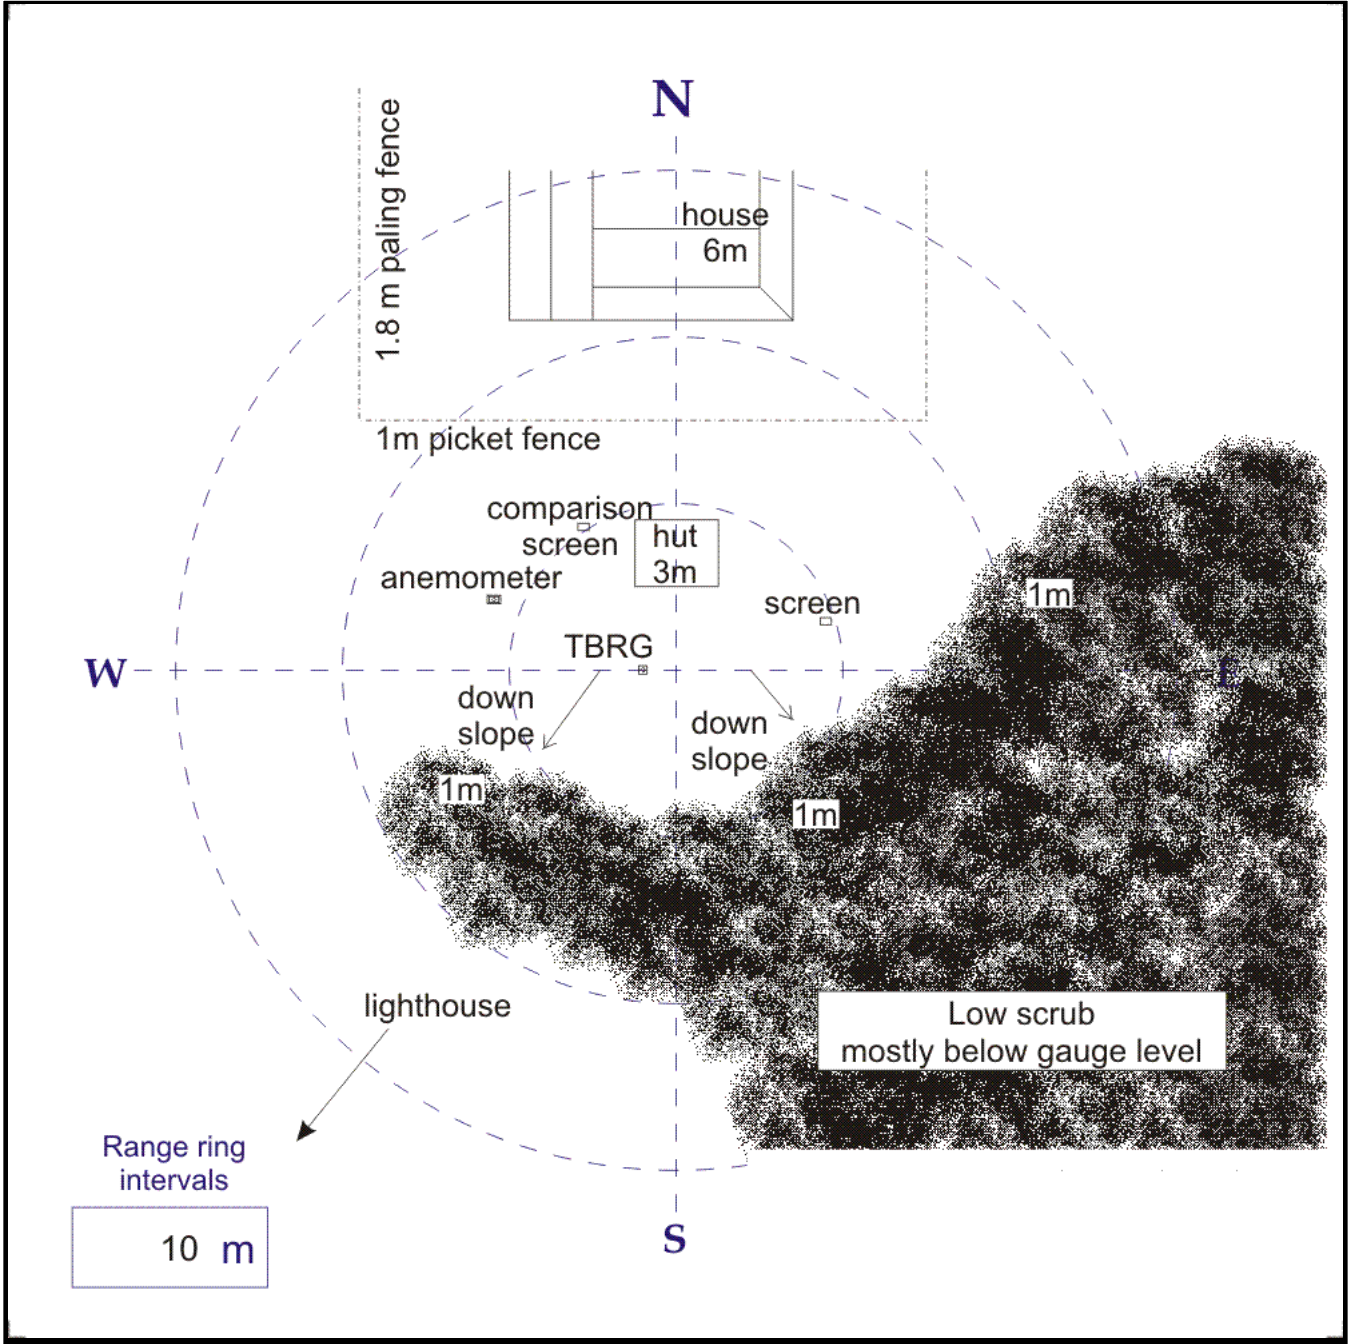 N
1.8 m paling fence
house
6m
1m picket fence
comparison
screen
hut
3m
anemometer
screen
1m
TBRG
W
E
down
slope
down
slope
1m
1m
lighthouse
Low scrub
mostly below gauge level
Range ring
intervals
10 m
S